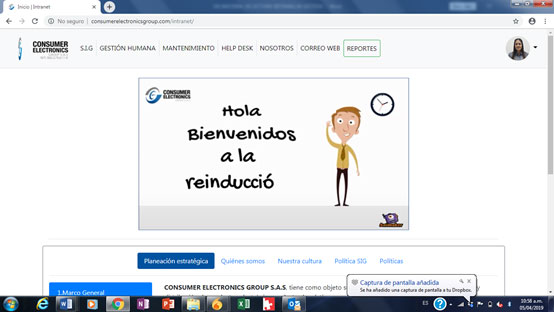 Inicio | Intranet
No seguro | consumerelectronicsgroup.com/intranet/
CONSUMER
ELECTRONICS
S.I.G GESTIÓN HUMANA MANTENIMIENTO HELP DESK NOSOTROS CORREO WEB REPORTES
CONSUMER
ELECTRONICS
Hola
Bienvenidos
a la
reinducció
Planeación estratégica Quiénes somos Nuestra cultura Política SIG Políticas
1.Marco General
CONSUMER ELECTRONICS GROUP S.A.S, tiene como objeto s
Captura de pantalla añadida
Se ha añadido una captura de pantalla a tu Dropbox.
ES
10:58 a.m.
05/04/2019